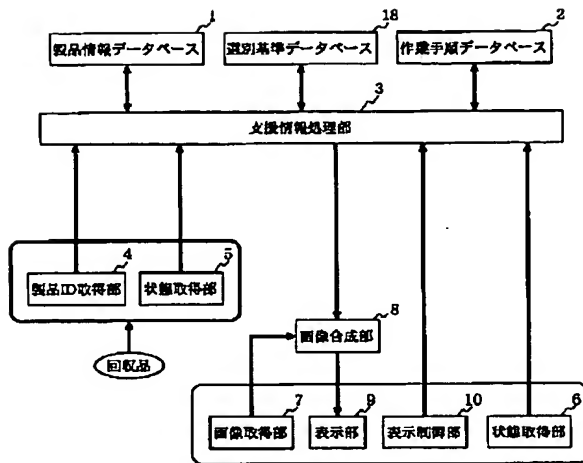 1
18
2
製品情報データベース
選別基準データベース
作業手順データベース
3
支援情報処理部
4
5
製品ID取得部
状態取得部
8
画像合成部
回収品
7
9
10
6
画像取得部
表示部
表示制御部
状態取得部